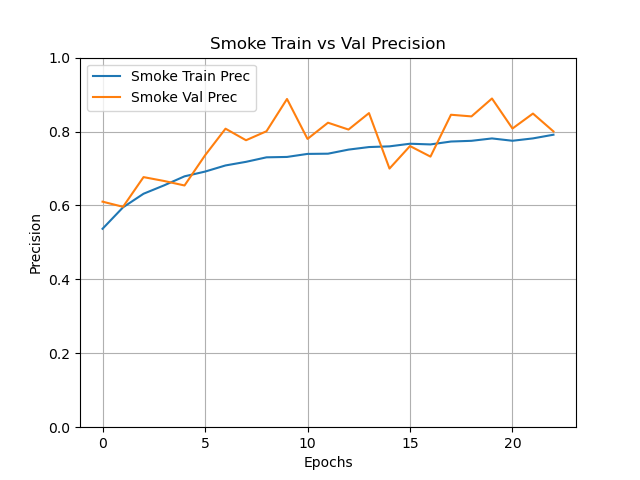 Smoke Train vs Val Precision
Smoke Train Prec
Smoke Val Prec
1.0
0.8
0.6
0.4
0.2
0.0
Precision
0 5 10 15 20
Epochs